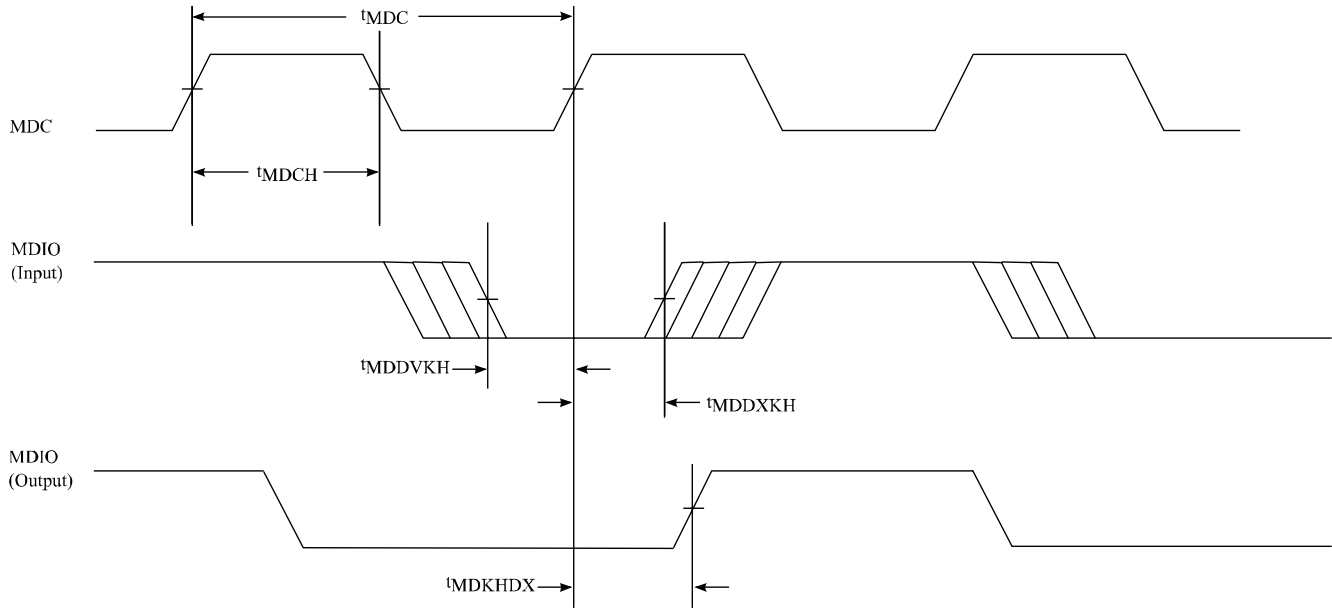 tMDC
MDC
tMDCH
MDIO
(Input)
tMDDVKH
tMDDXKH
MDIO
(Output)
tMDKHDX